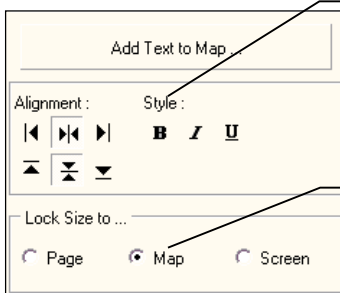 Add Text to Map ...
Alignment : Style :
B I U
Lock Size to ...
Page Map Screen